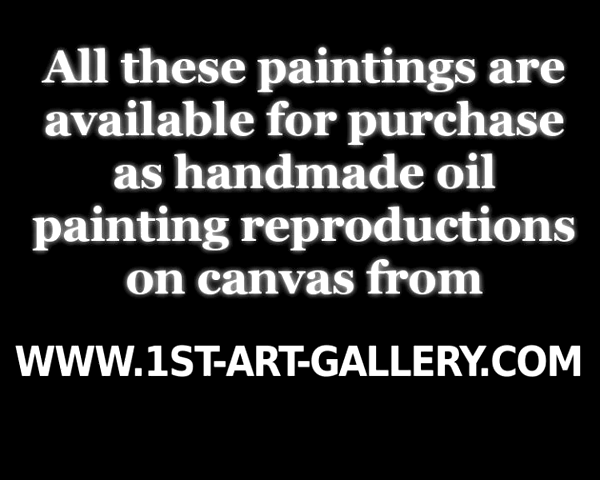 All these paintings are
available for purchase
as handmade oil
painting reproductions
on canvas from
WWW.1ST-ART-GALLERY.COM